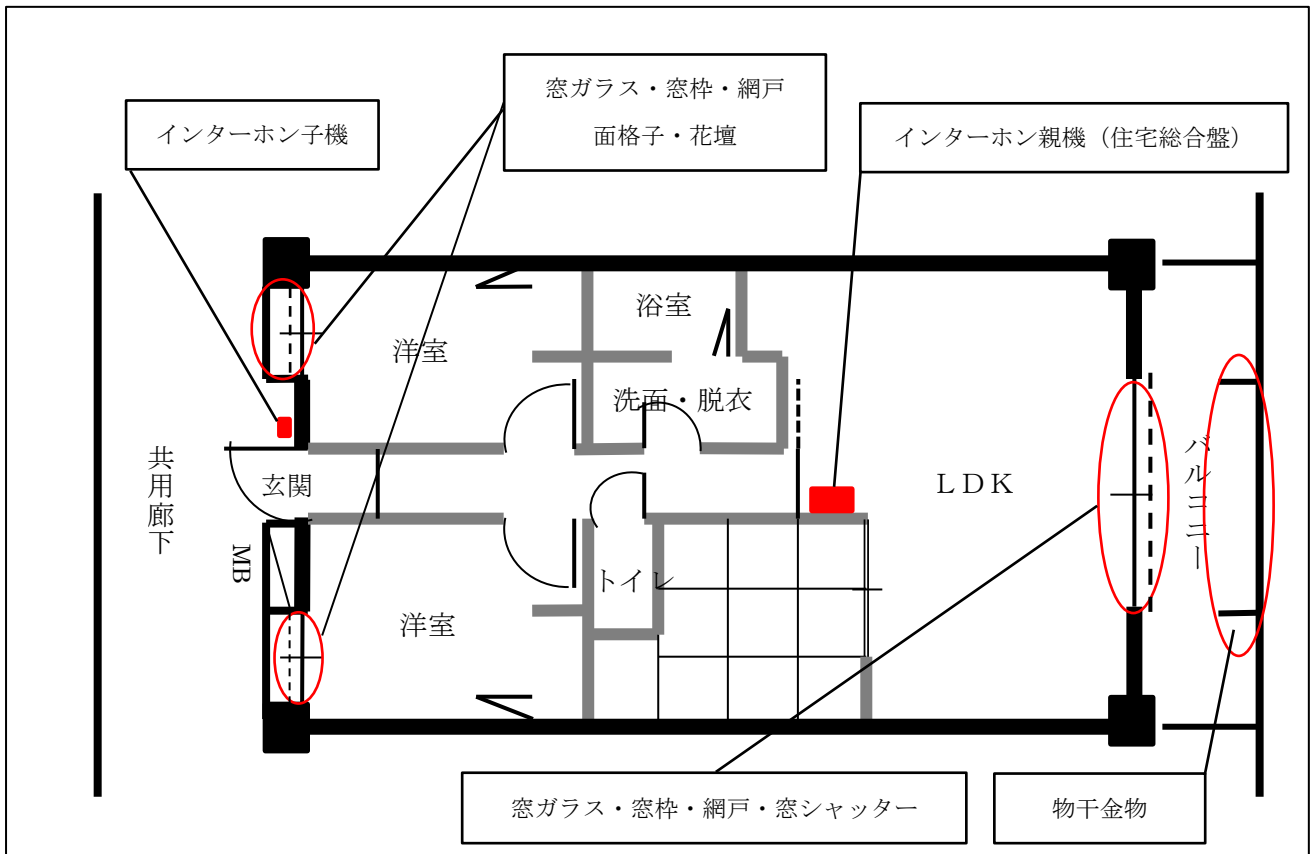 窓ガラス・窓枠・網戸
面格子・花壇
インターホン子機
インターホン親機（住宅総合盤）
浴室
洋室
洗面・脱衣
共用廊下
玄関
LDK
バルコニー
MB
トイレ
洋室
窓ガラス・窓枠・網戸・窓シャッター
物干金物